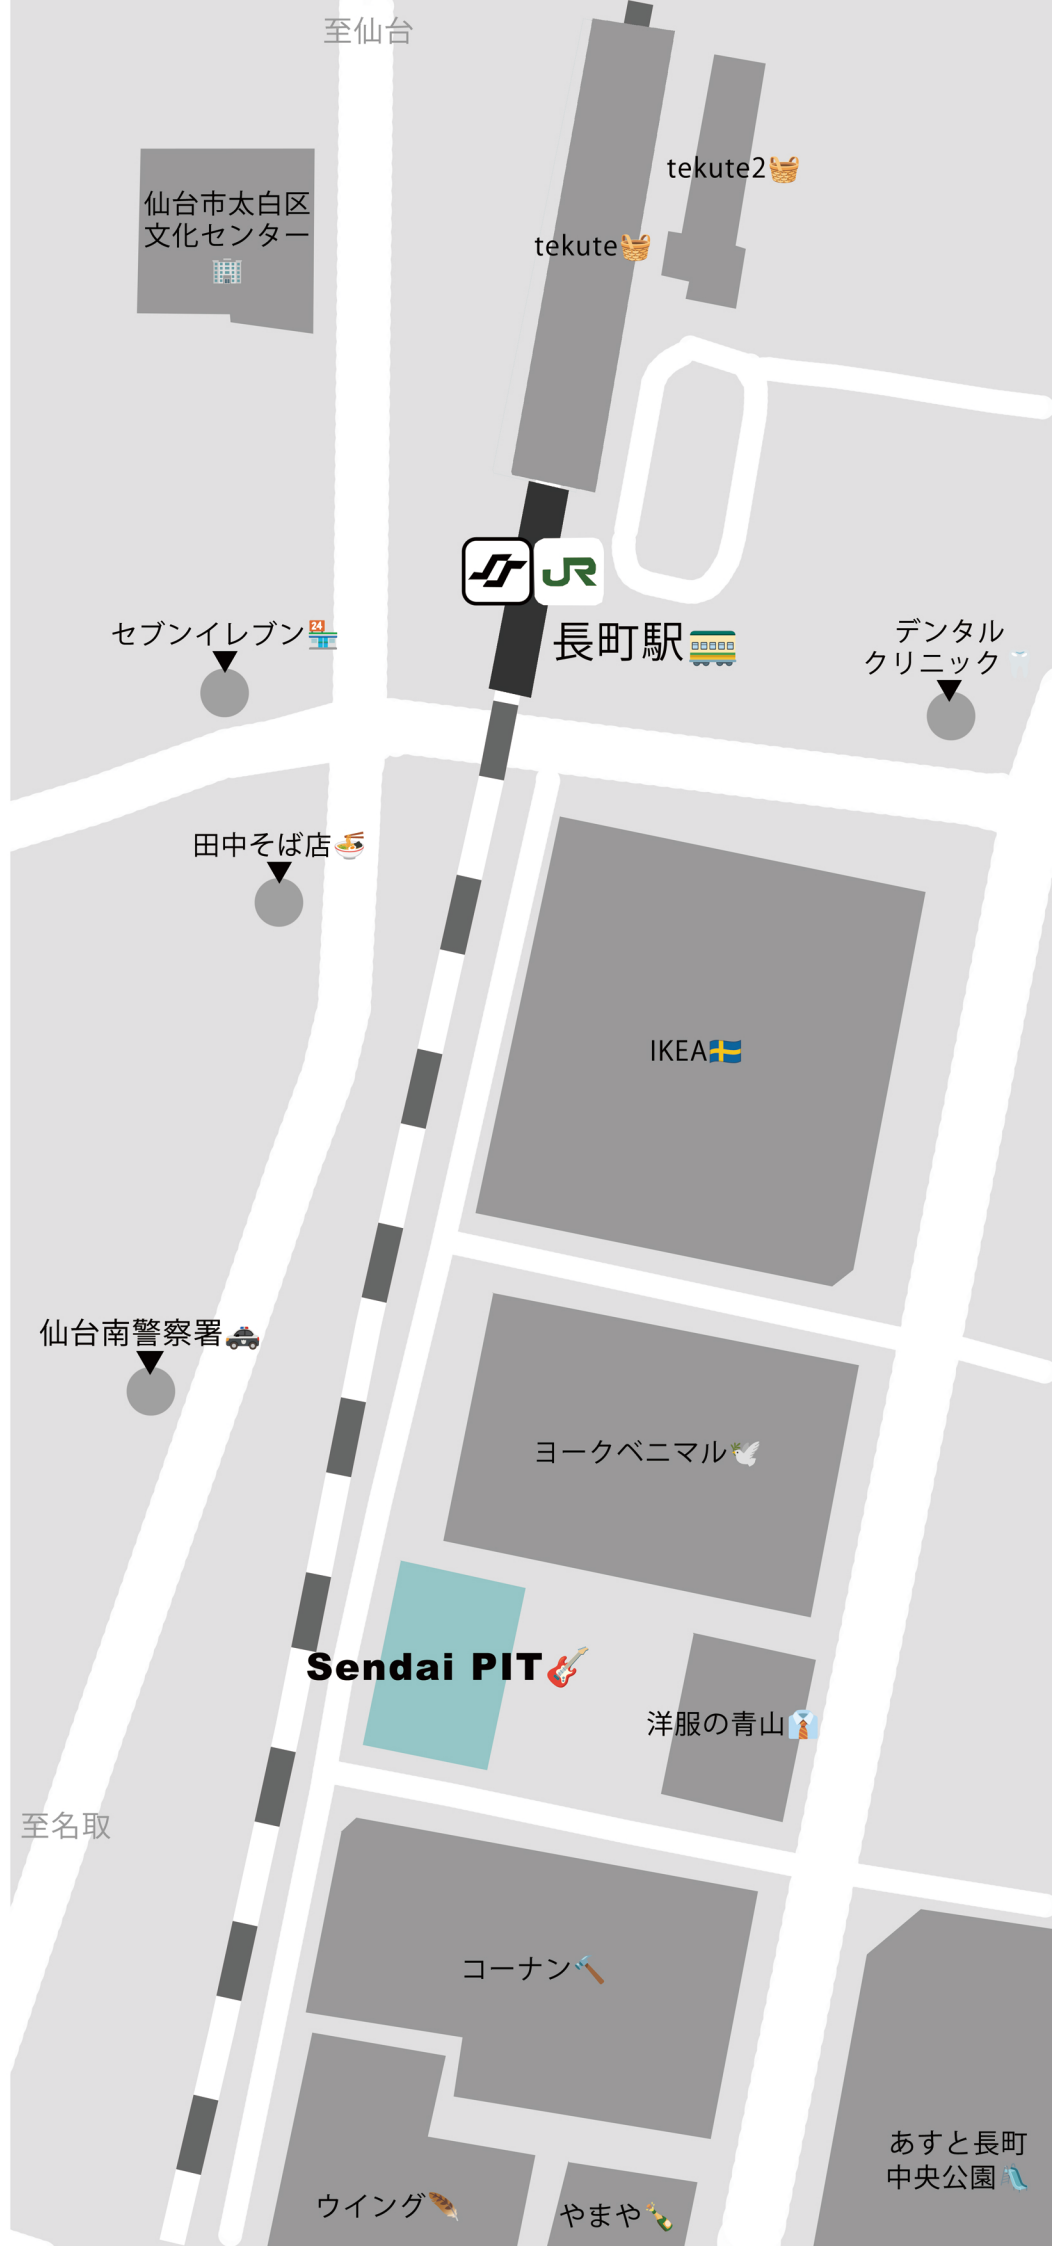 至仙台
tekute2
仙台市太白区
文化センター
tekute
JR
長町駅
セブンイレブン
24
デンタル
クリニック
田中そば店
IKEA
仙台南警察署
ヨークベニマル
Sendai PIT
洋服の青山
至名取
コーナン
あすと長町
中央公園
ウイング
やまや